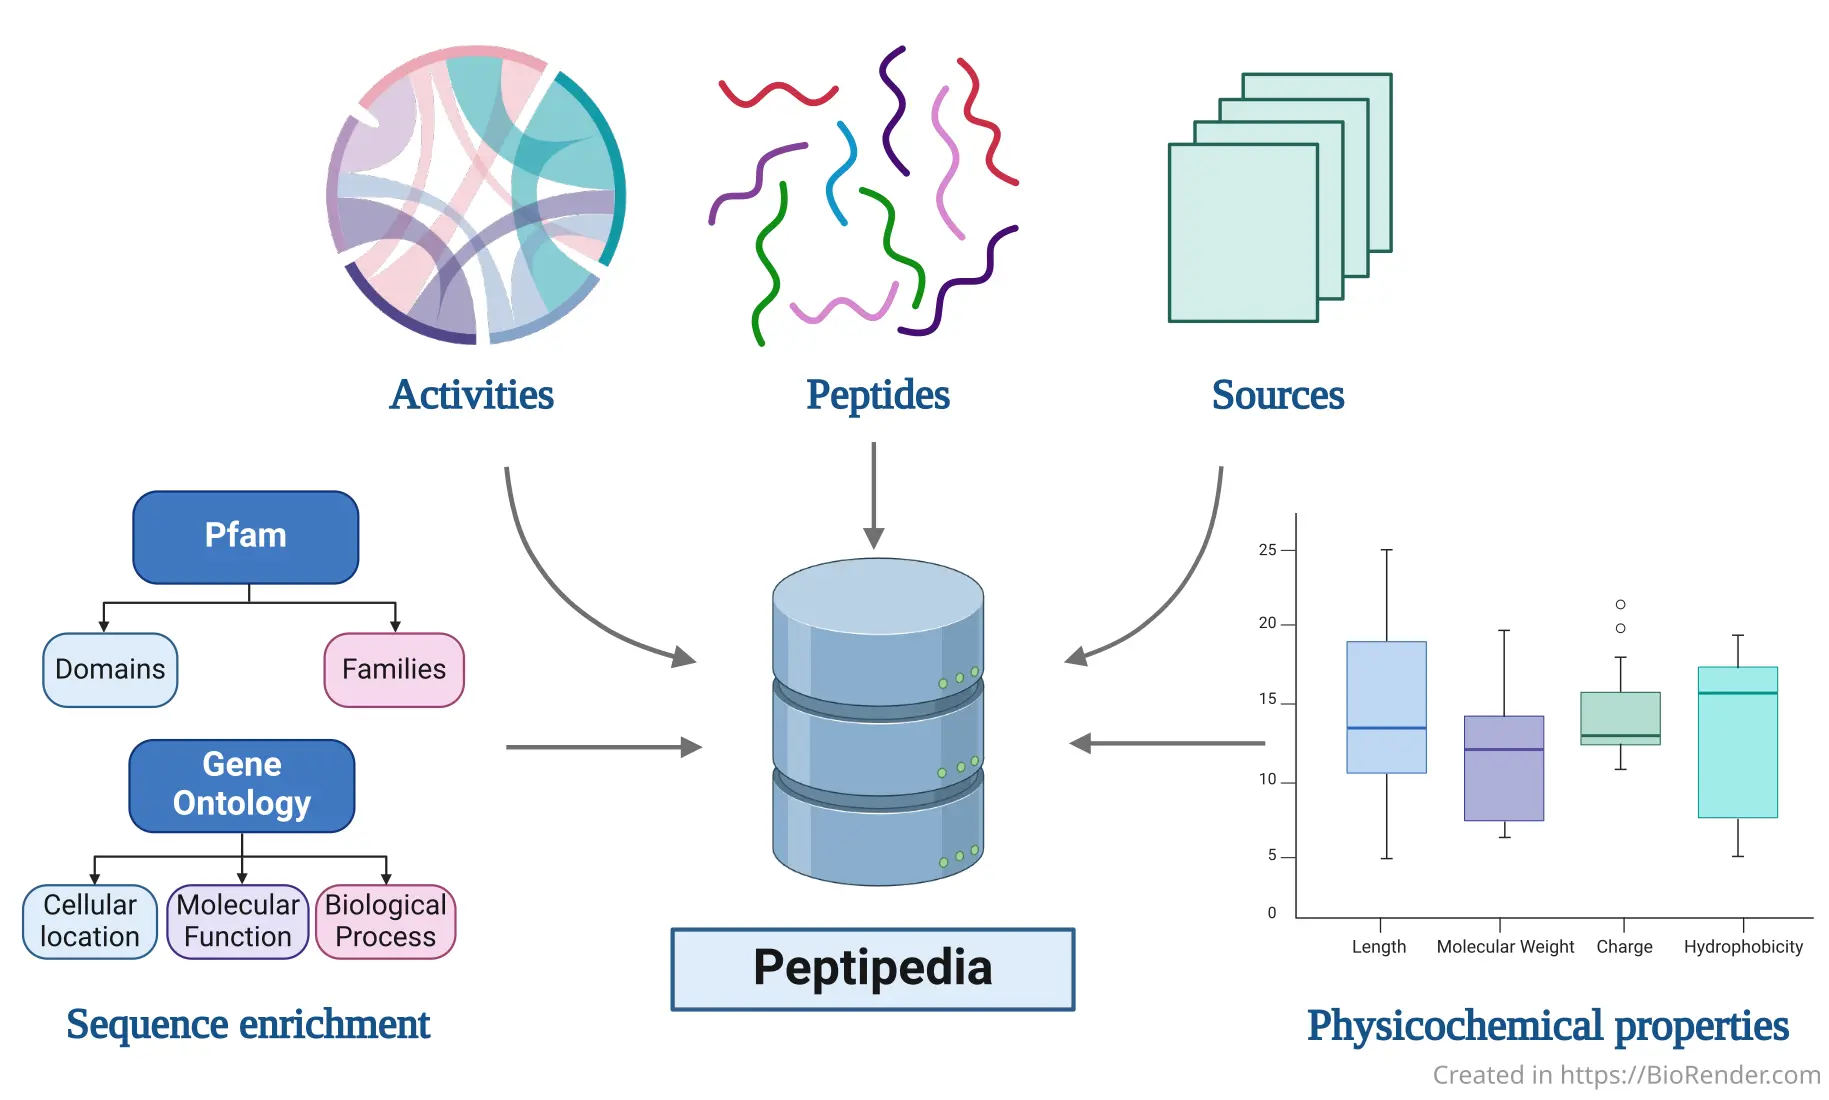 Activities
Peptides
Sources
Pfam
Domains
Families
Gene
Ontology
Cellular
location
Molecular
Function
Biological
Process
Sequence enrichment
Peptipedia
25
20
15
10
5
0
Length
Molecular Weight
Charge
Hydrophobicity
Physicochemical properties
Created in https://BioRender.com